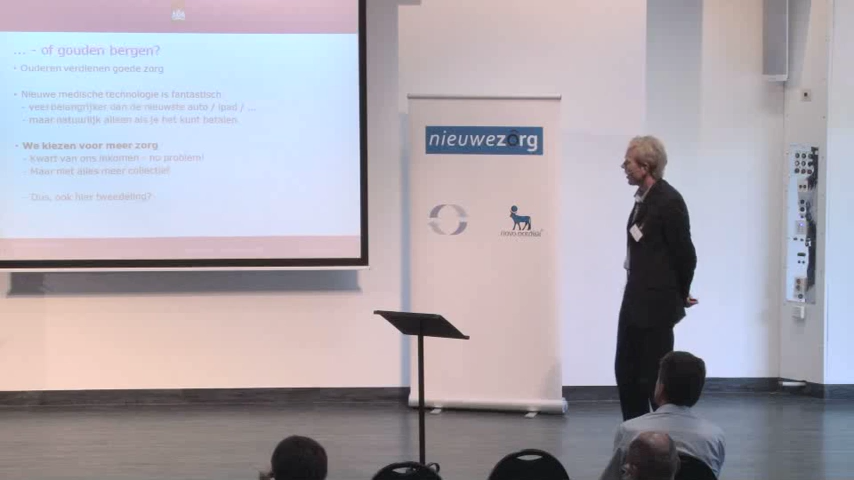 ... - of gouden bergen?
• Ouderen verdienen goede zorg
• Nieuwe medische technologie is fantastisch
- veel belangrijker dan de nieuwste auto / ipad / ...
- maar natuurlijk alleen als je het kunt betalen
• We kiezen voor meer zorg
- Kwart van ons inkomen - no problem!
- Maar niet alles meer collectief
- Dus, ook hier tweedeling?
nieuwezorg
novo nordisk